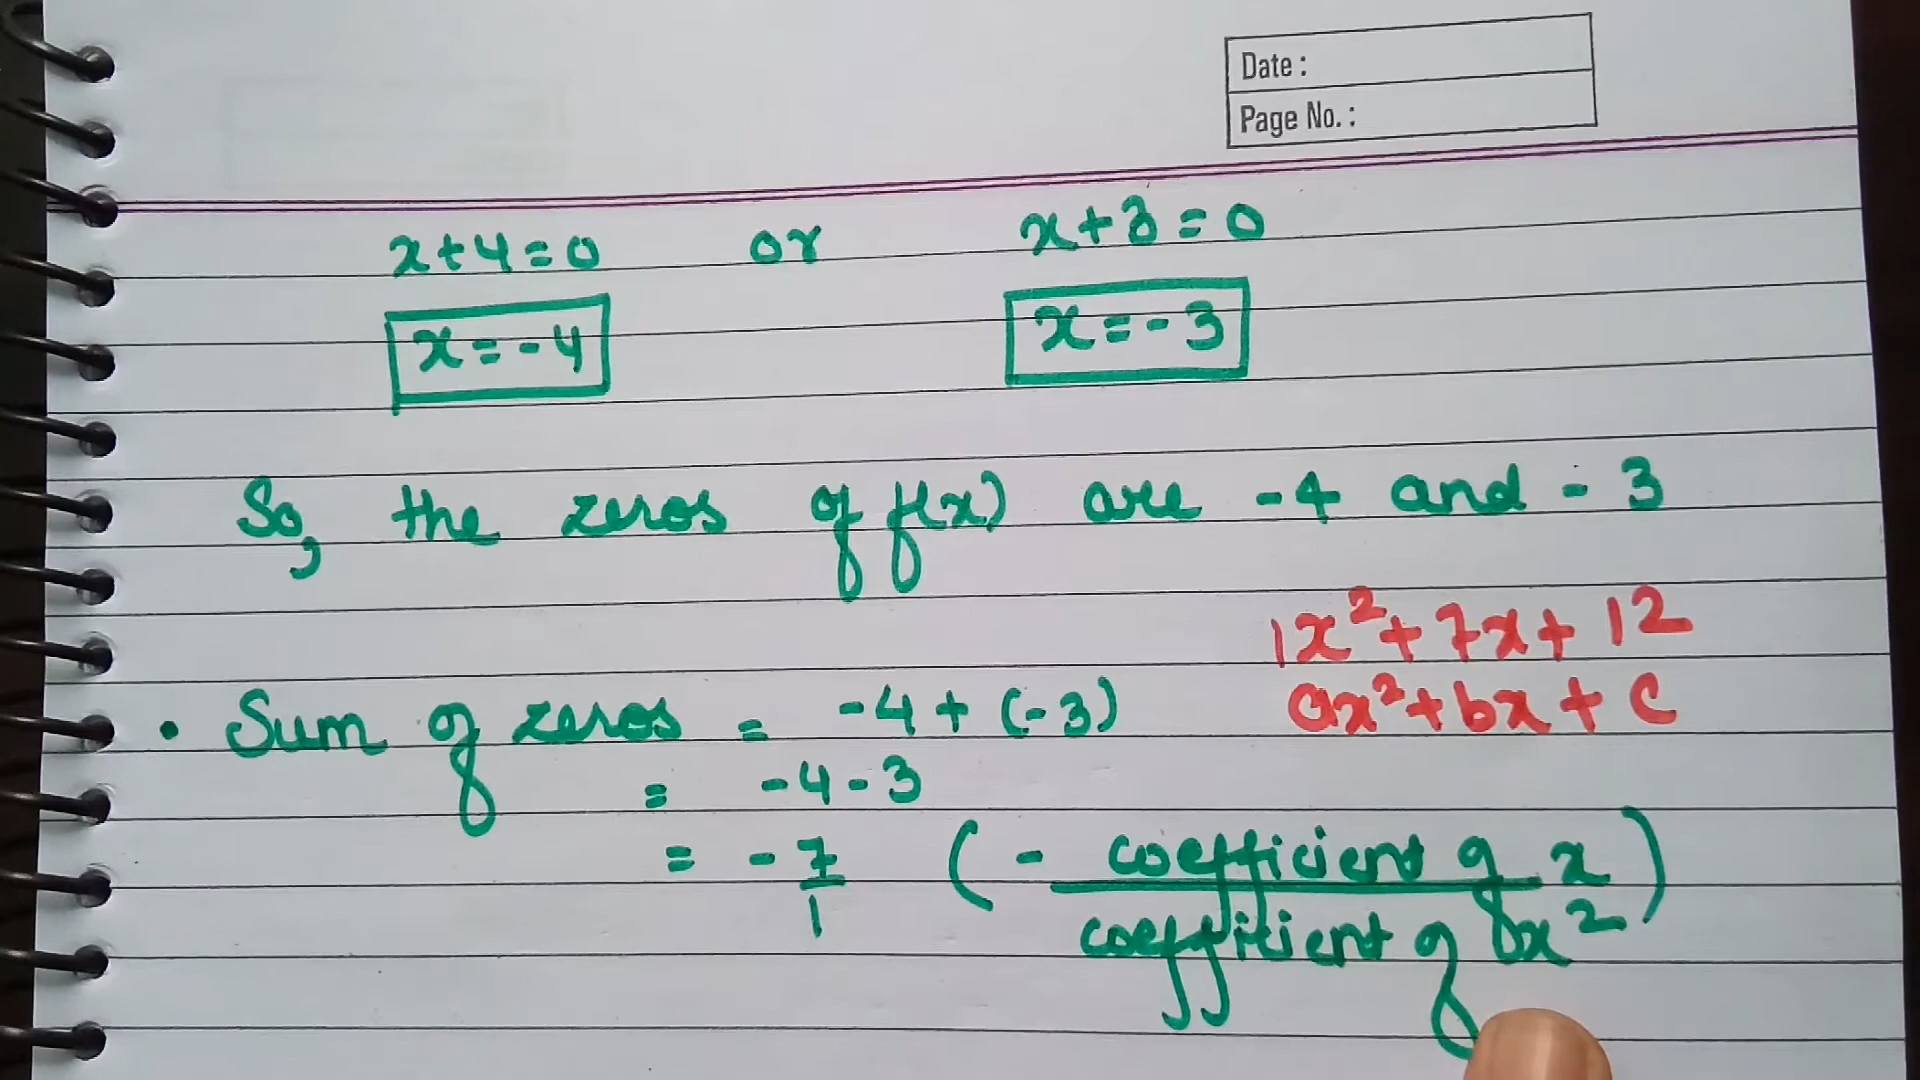 Date :
Page No. :
x+4=0 or x+3=0
x=-4 x=-3
So, the zeros of f(x) are -4 and -3
1x²+7x+12
ax²+bx+c
• Sum of zeros = -4+(-3)
= -4-3
= -7/1 (- coefficient of x / coefficient of x²)